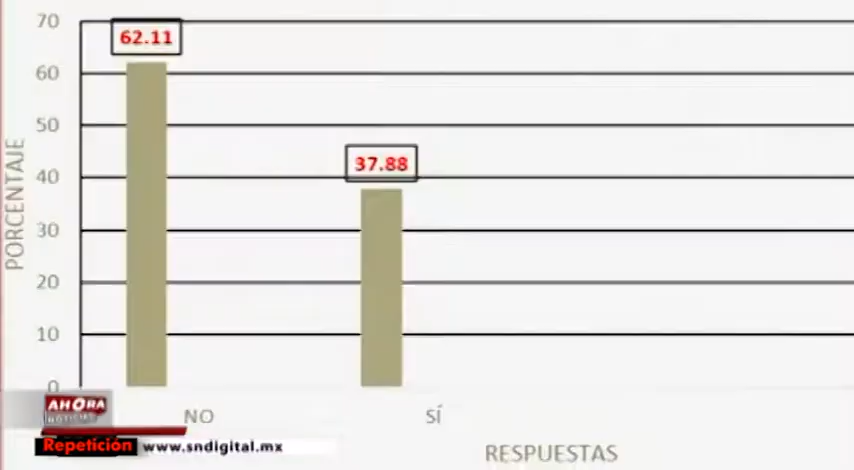 70
62.11
60
50
37.88
40
30
20
10
0
PORCENTAJE
NO
SÍ
RESPUESTAS
AHORA
NOTICIAS
Repetición
www.sndigital.mx